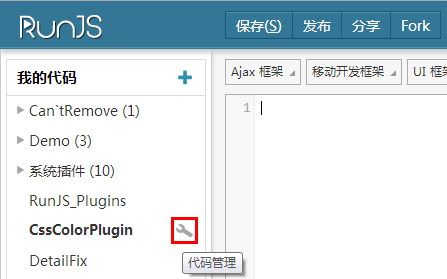 RunJS
保存(S) 发布 分享 Fork
我的代码
Ajax 框架 移动开发框架 UI 框
Can`tRemove (1)
1
Demo (3)
系统插件 (10)
RunJS_Plugins
CssColorPlugin
代码管理
DetailFix